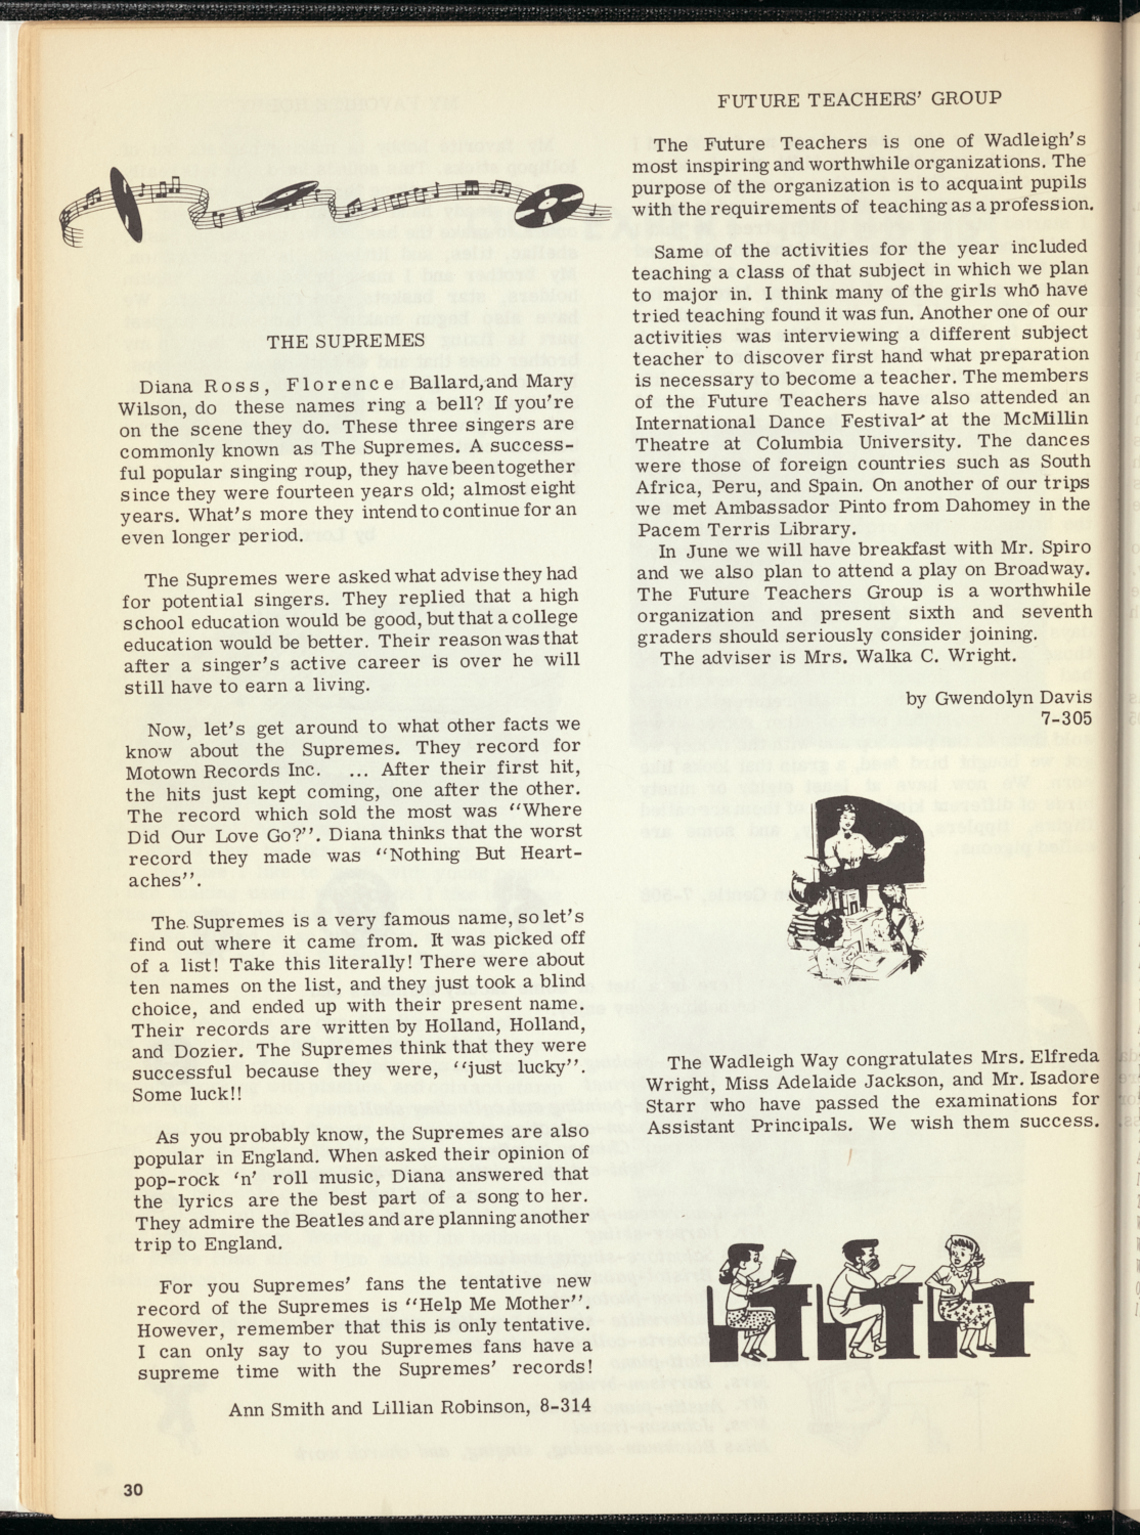 THE SUPREMES
Diana Ross, Florence Ballard, and Mary
Wilson, do these names ring a bell? If you're
on the scene they do. These three singers are
commonly known as The Supremes. A success-
ful popular singing roup, they have been together
since they were fourteen years old; almost eight
years. What's more they intend to continue for an
even longer period.
The Supremes were asked what advise they had
for potential singers. They replied that a high
school education would be good, but that a college
education would be better. Their reason was that
after a singer's active career is over he will
still have to earn a living.
Now, let's get around to what other facts we
know about the Supremes. They record for
Motown Records Inc. ... After their first hit,
the hits just kept coming, one after the other.
The record which sold the most was "Where
Did Our Love Go?". Diana thinks that the worst
record they made was "Nothing But Heart-
aches".
The Supremes is a very famous name, so let's
find out where it came from. It was picked off
of a list! Take this literally! There were about
ten names on the list, and they just took a blind
choice, and ended up with their present name.
Their records are written by Holland, Holland,
and Dozier. The Supremes think that they were
successful because they were, "just lucky".
Some luck!!
As you probably know, the Supremes are also
popular in England. When asked their opinion of
pop-rock 'n' roll music, Diana answered that
the lyrics are the best part of a song to her.
They admire the Beatles and are planning another
trip to England.
For you Supremes' fans the tentative new
record of the Supremes is "Help Me Mother".
However, remember that this is only tentative.
I can only say to you Supremes fans have a
supreme time with the Supremes' records!
Ann Smith and Lillian Robinson, 8-314
30
FUTURE TEACHERS' GROUP
The Future Teachers is one of Wadleigh's
most inspiring and worthwhile organizations. The
purpose of the organization is to acquaint pupils
with the requirements of teaching as a profession.
Same of the activities for the year included
teaching a class of that subject in which we plan
to major in. I think many of the girls who have
tried teaching found it was fun. Another one of our
activities was interviewing a different subject
teacher to discover first hand what preparation
is necessary to become a teacher. The members
of the Future Teachers have also attended an
International Dance Festival at the McMillin
Theatre at Columbia University. The dances
were those of foreign countries such as South
Africa, Peru, and Spain. On another of our trips
we met Ambassador Pinto from Dahomey in the
Pacem Terris Library.
In June we will have breakfast with Mr. Spiro
and we also plan to attend a play on Broadway.
The Future Teachers Group is a worthwhile
organization and present sixth and seventh
graders should seriously consider joining.
The adviser is Mrs. Walka C. Wright.
by Gwendolyn Davis
7-305
The Wadleigh Way congratulates Mrs. Elfreda
Wright, Miss Adelaide Jackson, and Mr. Isadore
Starr who have passed the examinations for
Assistant Principals. We wish them success.